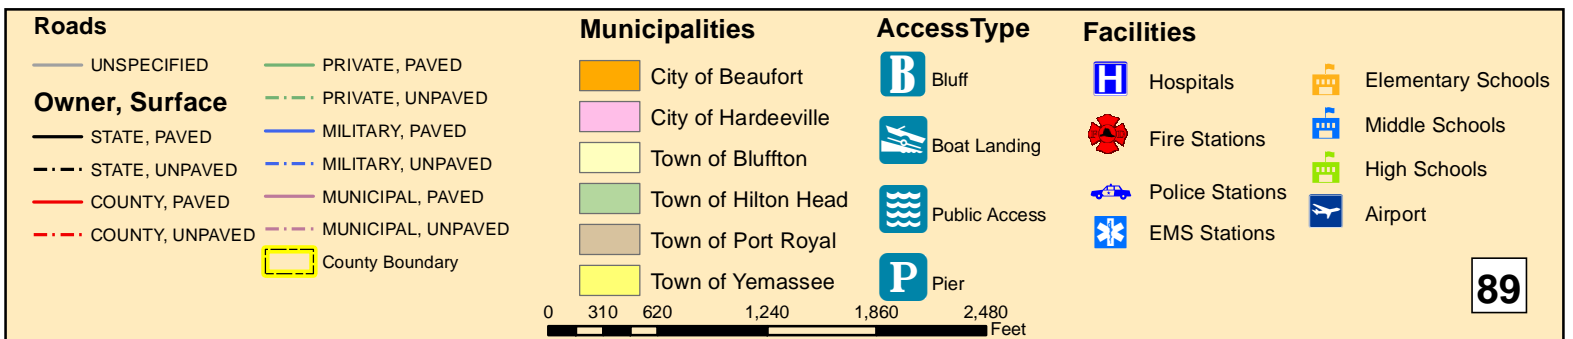 Roads
UNSPECIFIED
Owner, Surface
STATE, PAVED
STATE, UNPAVED
COUNTY, PAVED
COUNTY, UNPAVED
PRIVATE, PAVED
PRIVATE, UNPAVED
MILITARY, PAVED
MILITARY, UNPAVED
MUNICIPAL, PAVED
MUNICIPAL, UNPAVED
County Boundary
Municipalities
City of Beaufort
City of Hardeeville
Town of Bluffton
Town of Hilton Head
Town of Port Royal
Town of Yemassee
AccessType
B Bluff
Boat Landing
Public Access
P Pier
Facilities
H Hospitals
Fire Stations
Police Stations
EMS Stations
Elementary Schools
Middle Schools
High Schools
Airport
0 310 620 1,240 1,860 2,480
Feet
89